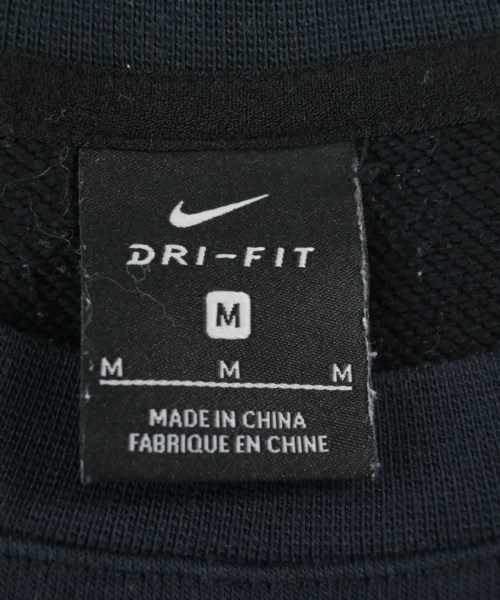 DRI-FIT
M
M M M
MADE IN CHINA
FABRIQUE EN CHINE